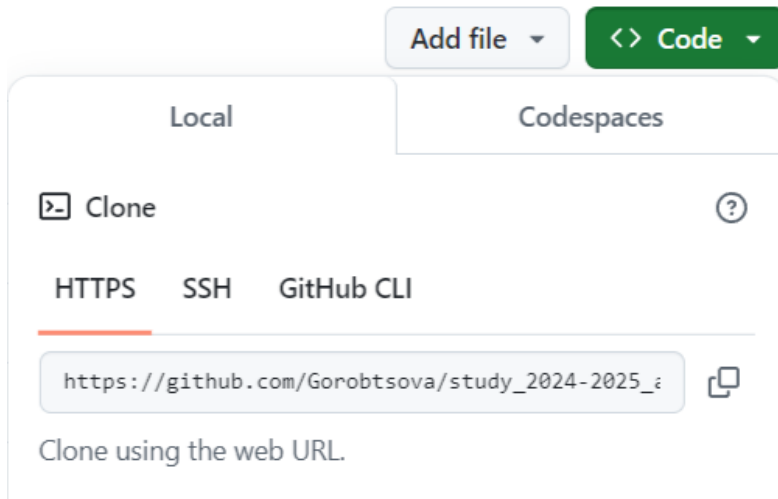 Add file <> Code
Local Codespaces
Clone
HTTPS SSH GitHub CLI
https://github.com/Gorobtsova/study_2024-2025_a
Clone using the web URL.